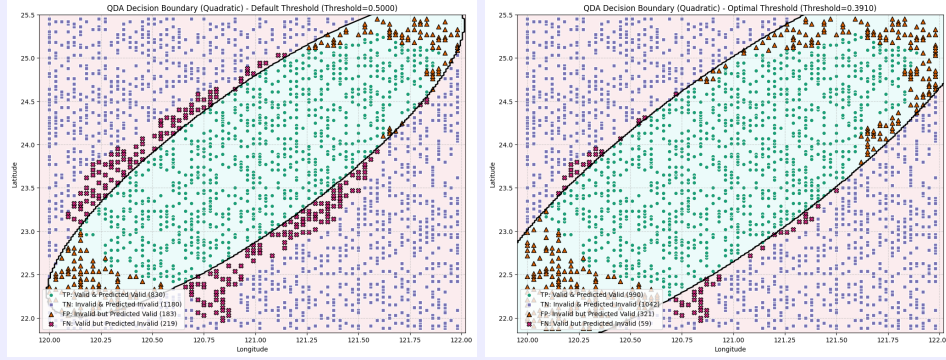 QDA Decision Boundary (Quadratic) - Default Threshold (Threshold=0.5000)
25.5
25.0
24.5
24.0
23.5
23.0
22.5
22.0
Latitude
TP: Valid & Predicted Valid (830)
TN: Invalid & Predicted Invalid (1180)
FP: Invalid but Predicted Valid (183)
FN: Valid but Predicted Invalid (219)
120.00 120.25 120.50 120.75 121.00 121.25 121.50 121.75 122.00
Longitude
QDA Decision Boundary (Quadratic) - Optimal Threshold (Threshold=0.3910)
25.5
25.0
24.5
24.0
23.5
23.0
22.5
22.0
Latitude
TP: Valid & Predicted Valid (990)
TN: Invalid & Predicted Invalid (1042)
FP: Invalid but Predicted Valid (321)
FN: Valid but Predicted Invalid (59)
120.00 120.25 120.50 120.75 121.00 121.25 121.50 121.75 122.0
Longitude